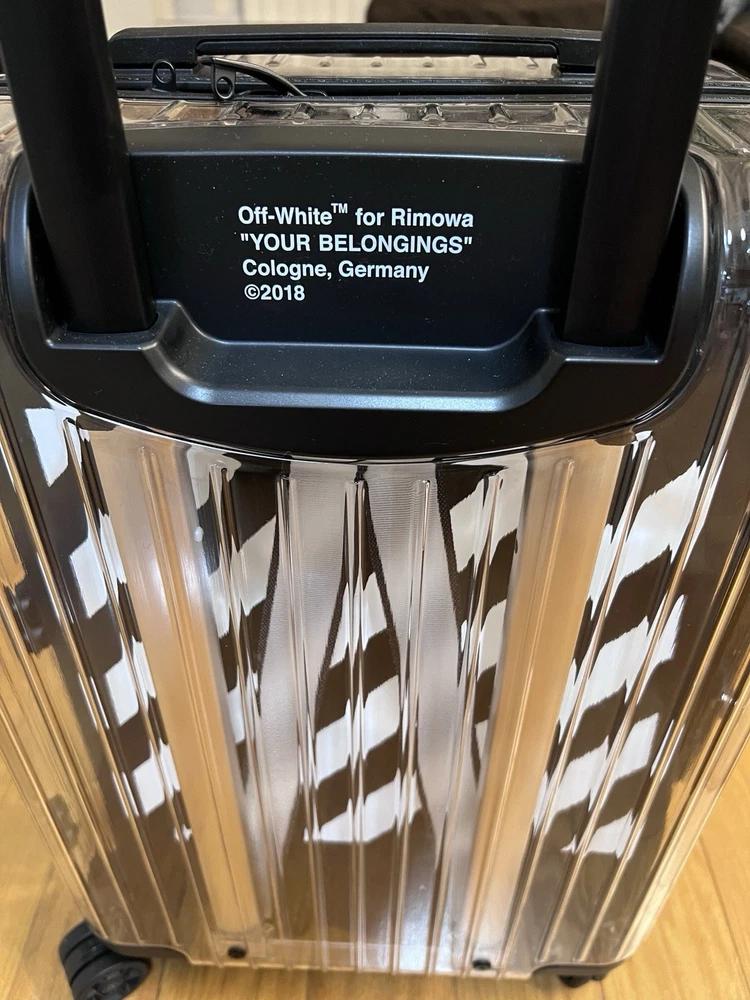 Off-White™ for Rimowa
"YOUR BELONGINGS"
Cologne, Germany
©2018